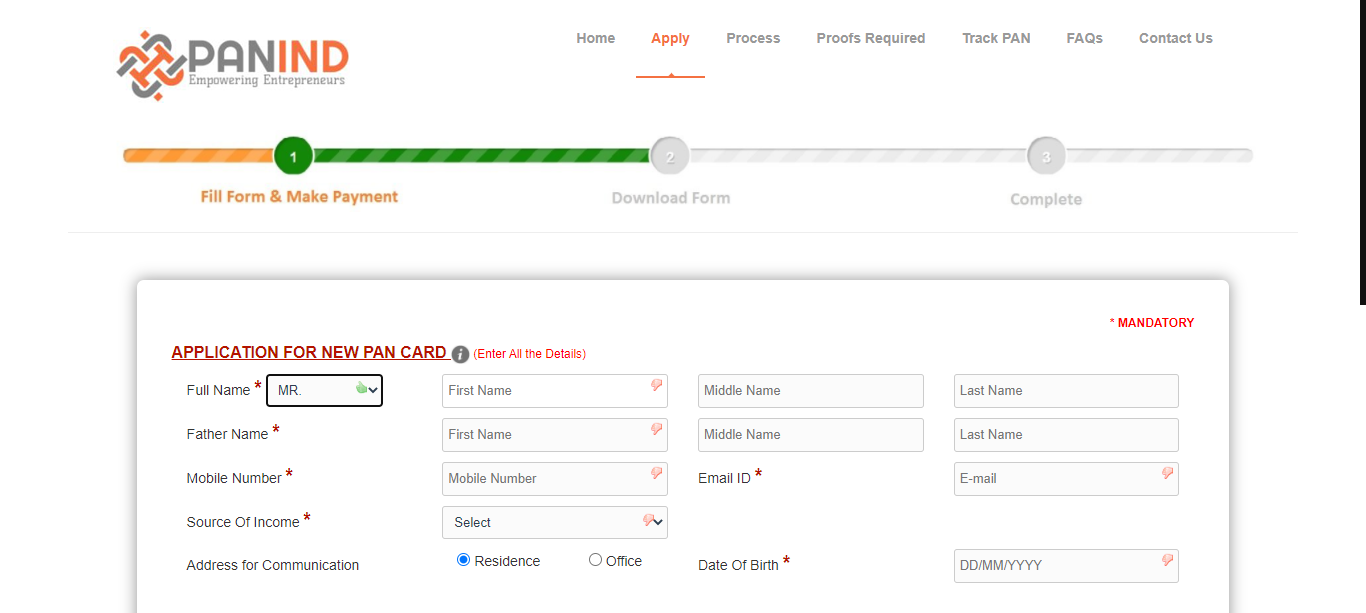 PANIND
Empowering Entrepreneurs
Home Apply Process Proofs Required Track PAN FAQs Contact Us
1 2 3
Fill Form & Make Payment Download Form Complete
* MANDATORY
APPLICATION FOR NEW PAN CARD i (Enter All the Details)
Full Name * MR. First Name Middle Name Last Name
Father Name * First Name Middle Name Last Name
Mobile Number * Mobile Number Email ID * E-mail
Source Of Income * Select
Address for Communication Residence Office Date Of Birth * DD/MM/YYYY